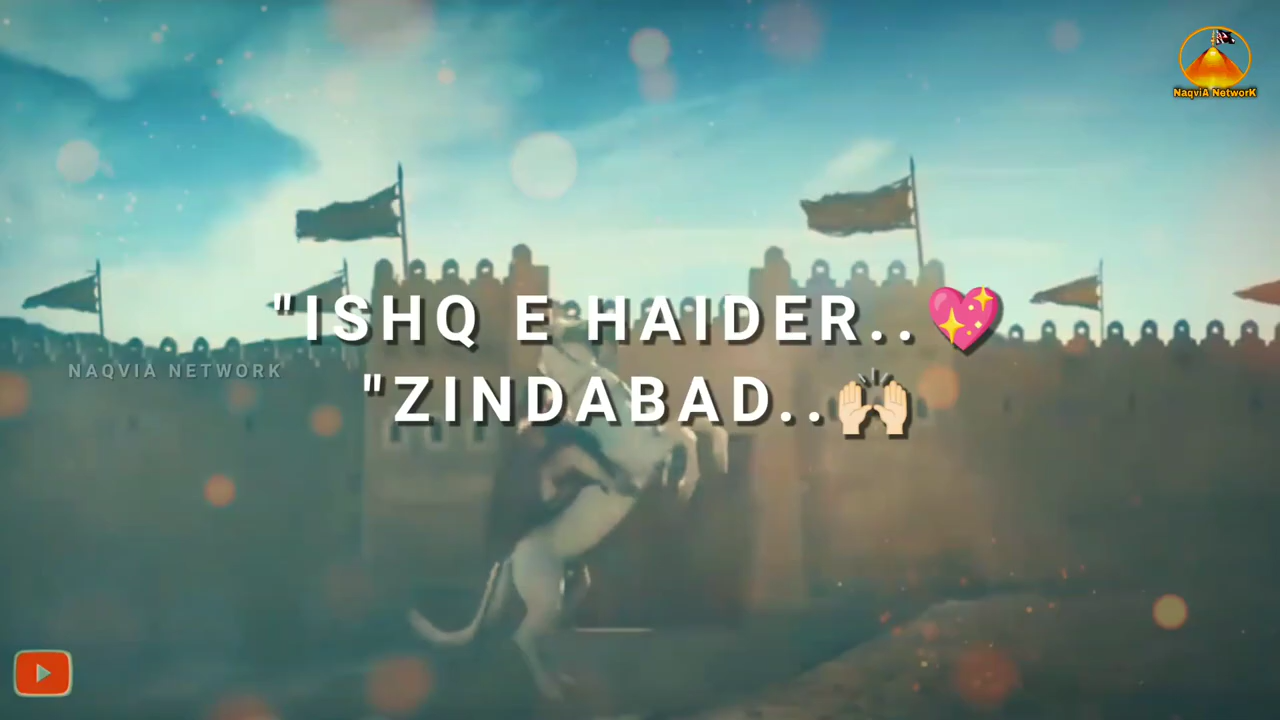 NaqviA NetworK
"ISHQ E HAIDER..💖
NAQVIA NETWORK
"ZINDABAD..🙌🏻